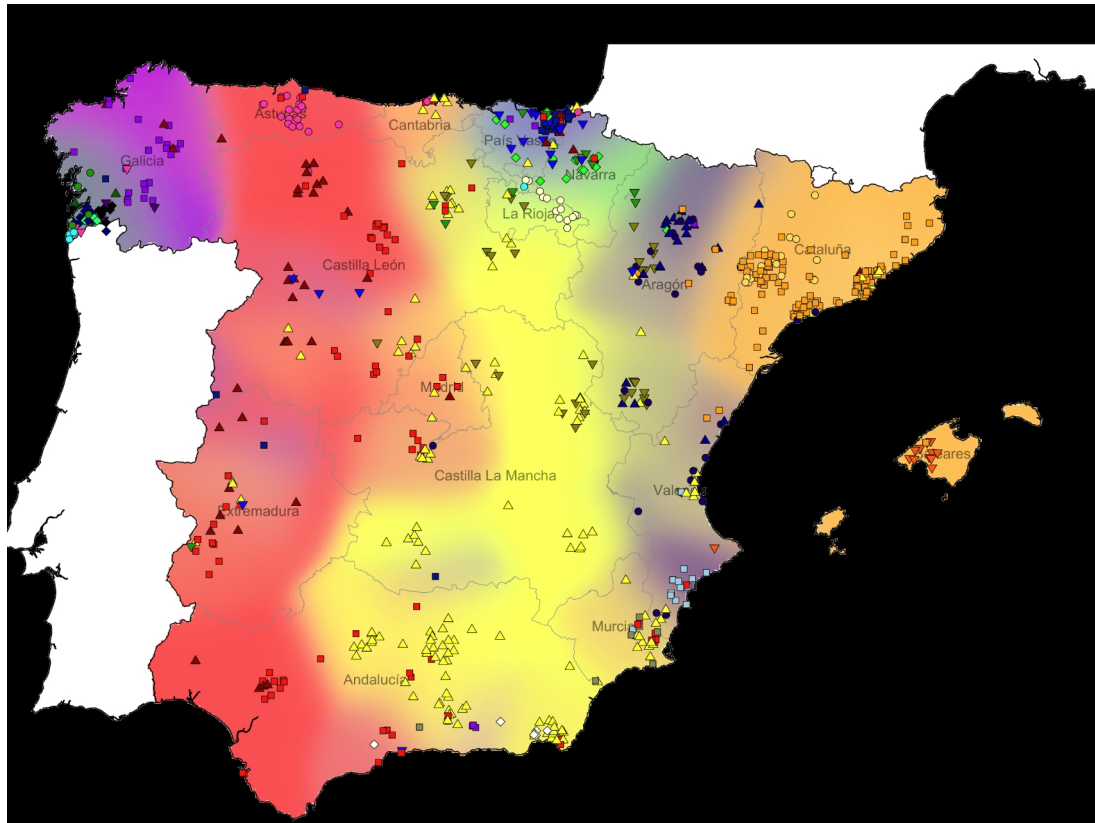 Asturias
Cantabria
País Vasco
Galicia
Navarra
La Rioja
Castilla León
Cataluña
Aragón
Madrid
Castilla La Mancha
Extremadura
Murcia
Andalucía